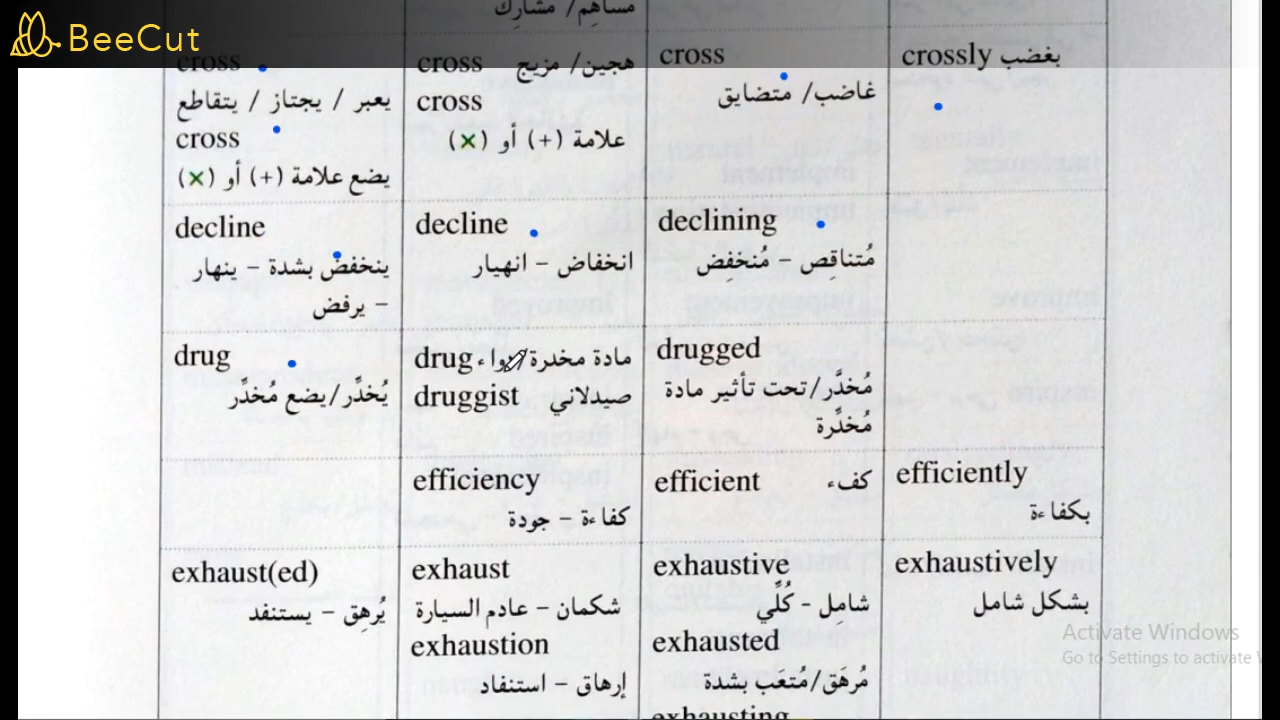 BeeCut
مساهِم/ مشارِك
cross
يعبر / يجتاز / يتقاطع
cross
يضع علامة (+) أو (×)
cross هجين/ مزيج
cross
علامة (+) أو (×)
cross
غاضب/ متضايق
crossly بغضب
decline
ينخفض بشدة – ينهار
– يرفض
decline
انخفاض – انهيار
declining
مُتناقِص – مُنخفِض
drug
يُخدِّر/يضع مُخدِّر
drug مادة مخدرة/دواء
druggist صيدلاني
drugged
مُخدَّر/تحت تأثير مادة
مُخدِّرة
efficiency
كفاءة – جودة
efficient كفء
efficiently
بكفاءة
exhaust(ed)
يُرهِق – يستنفد
exhaust
شكمان – عادم السيارة
exhaustion
إرهاق – استنفاد
exhaustive
شامِل - كُلِّي
exhausted
مُرهَق/مُتعَب بشدة
exhausting
exhaustively
بشكل شامل
Activate Windows
Go to Settings to activate W